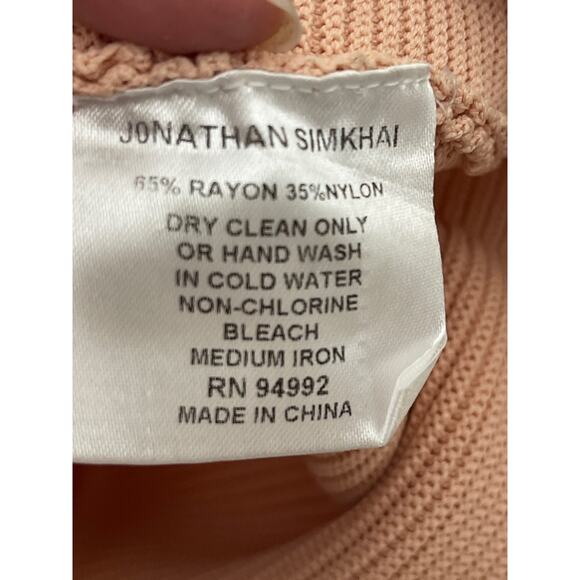 JONATHAN SIMKHAI
65% RAYON 35%NYLON
DRY CLEAN ONLY
OR HAND WASH
IN COLD WATER
NON-CHLORINE
BLEACH
MEDIUM IRON
RN 94992
MADE IN CHINA